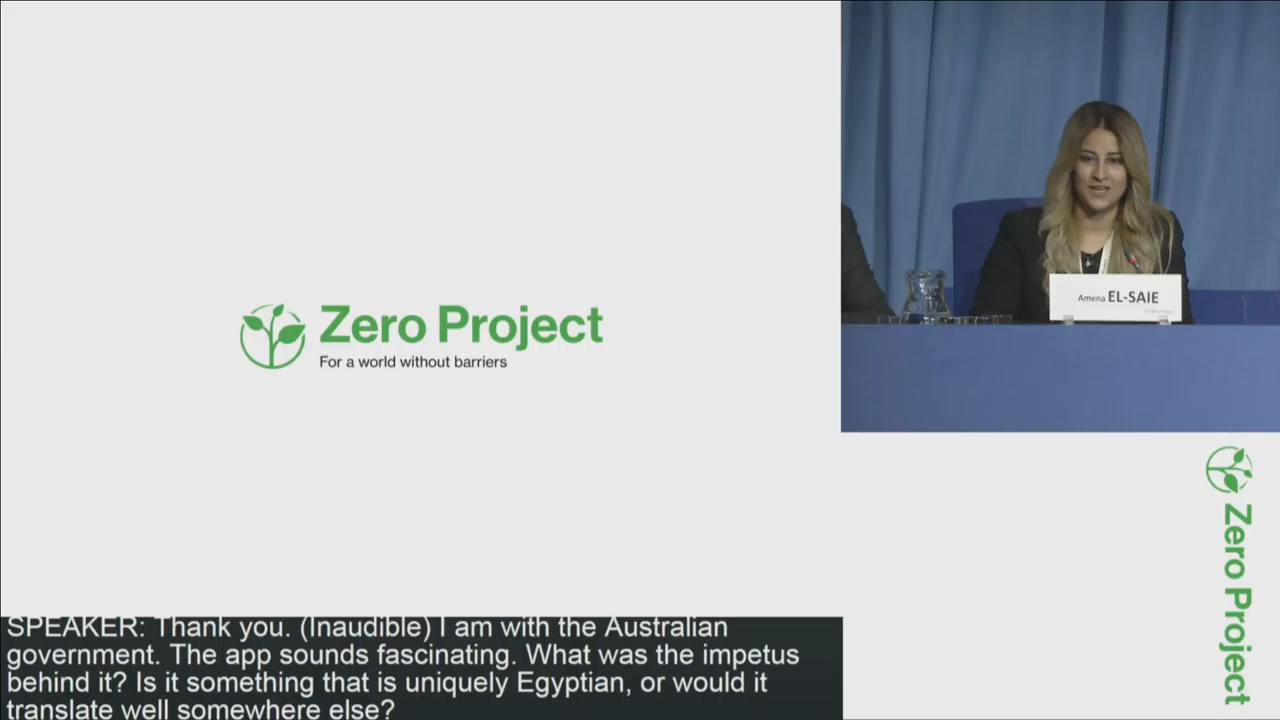 Zero Project
For a world without barriers
Amena EL-SAIE
Zero Project
SPEAKER: Thank you. (Inaudible) I am with the Australian
government. The app sounds fascinating. What was the impetus
behind it? Is it something that is uniquely Egyptian, or would it
translate well somewhere else?